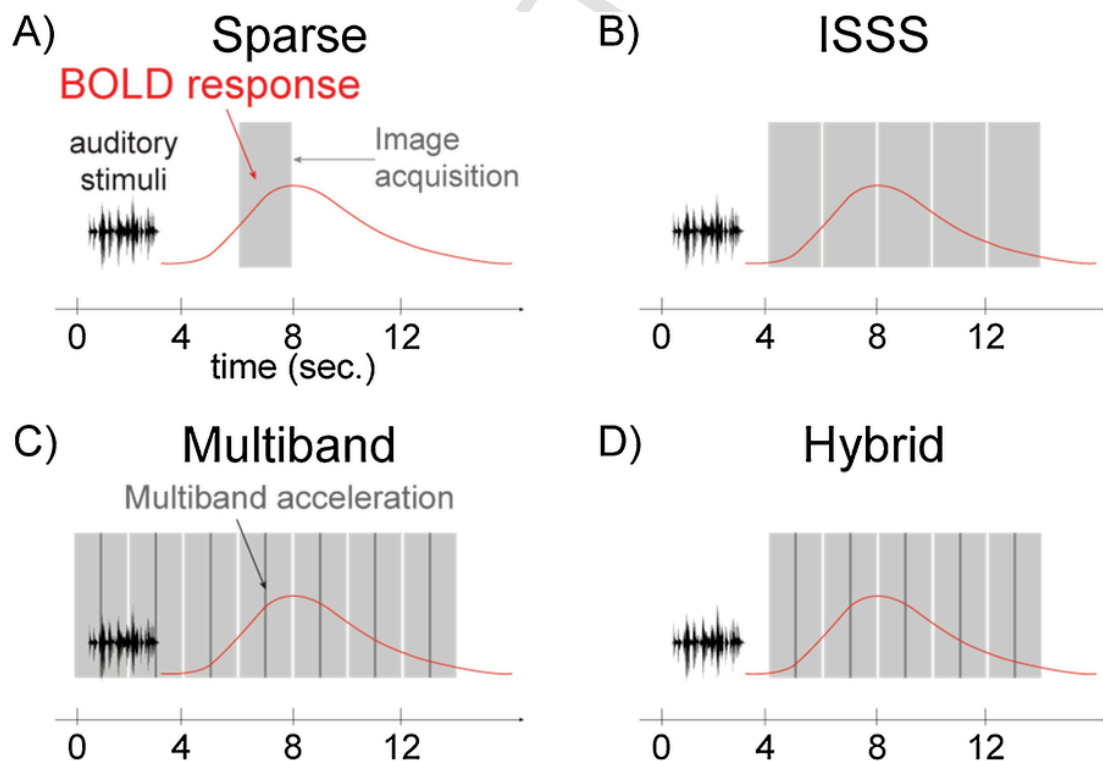 A)
Sparse
BOLD response
auditory
stimuli
Image
acquisition
0 4 8 12
time (sec.)
B)
ISSS
0 4 8 12
C)
Multiband
Multiband acceleration
0 4 8 12
D)
Hybrid
0 4 8 12